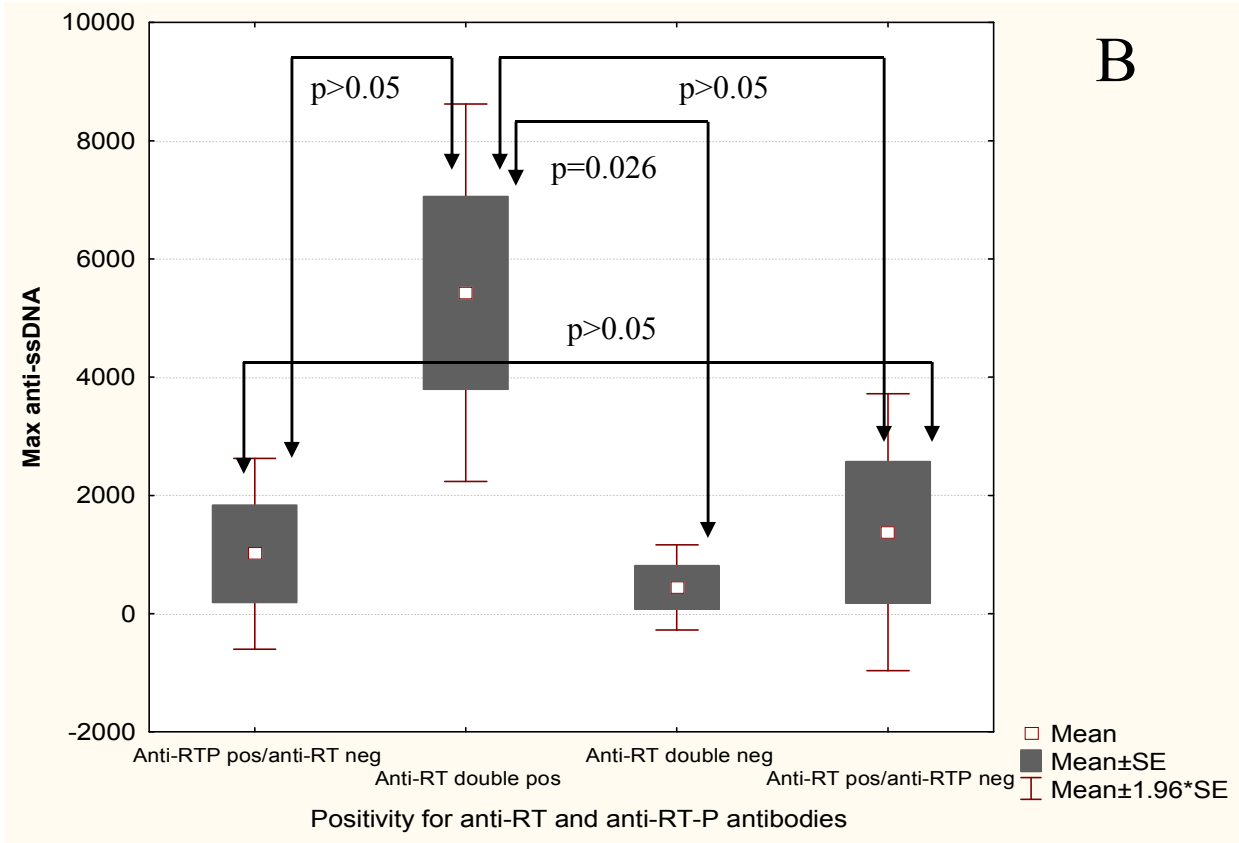 B
10000
8000
6000
4000
2000
0
-2000
Max anti-ssDNA
p>0.05
p>0.05
p=0.026
p>0.05
Anti-RTP pos/anti-RT neg
Anti-RT double pos
Anti-RT double neg
Anti-RT pos/anti-RTP neg
Positivity for anti-RT and anti-RT-P antibodies
Mean
Mean±SE
Mean±1.96*SE